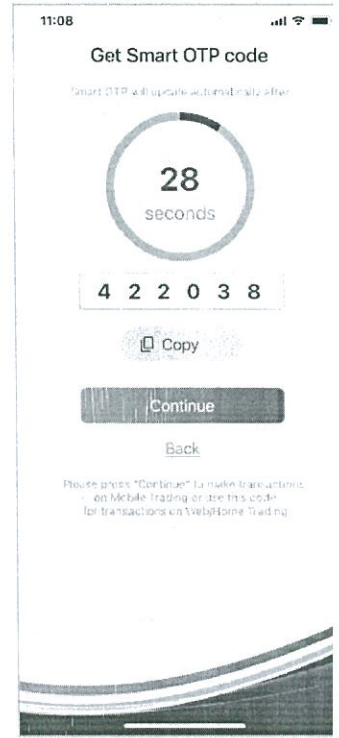 11:08
Get Smart OTP code
Smart OTP will update automatically after
28
seconds
4 2 2 0 3 8
Copy
Continue
Back
Please press "Continue" to make transactions
on Mobile Trading or use this code
for transactions on Web/Home Trading